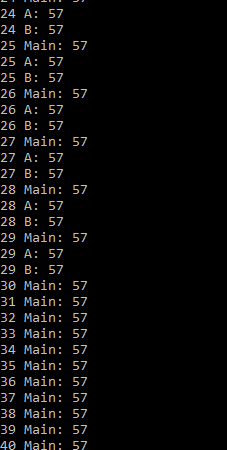 24 Main: 57
24 A: 57
24 B: 57
25 Main: 57
25 A: 57
25 B: 57
26 Main: 57
26 A: 57
26 B: 57
27 Main: 57
27 A: 57
27 B: 57
28 Main: 57
28 A: 57
28 B: 57
29 Main: 57
29 A: 57
29 B: 57
30 Main: 57
31 Main: 57
32 Main: 57
33 Main: 57
34 Main: 57
35 Main: 57
36 Main: 57
37 Main: 57
38 Main: 57
39 Main: 57
40 Main: 57